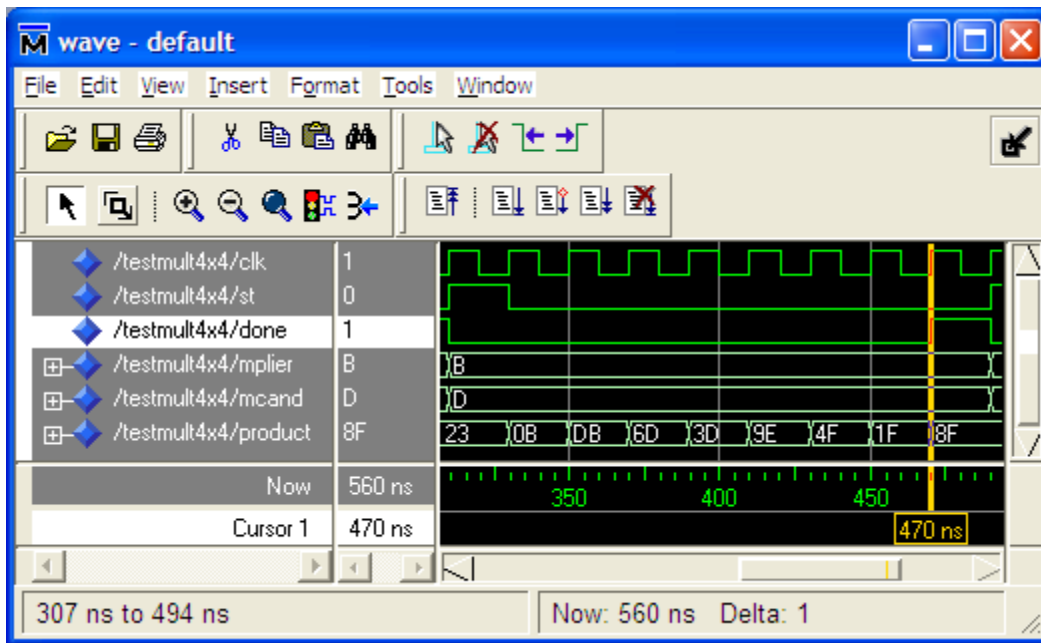 wave - default
File Edit View Insert Format Tools Window
/testmult4x4/clk 1
/testmult4x4/st 0
/testmult4x4/done 1
/testmult4x4/mplier B B
/testmult4x4/mcand D D
/testmult4x4/product 8F 23 0B DB 6D 3D 9E 4F 1F 8F
Now 560 ns 350 400 450
Cursor 1 470 ns 470 ns
307 ns to 494 ns Now: 560 ns Delta: 1